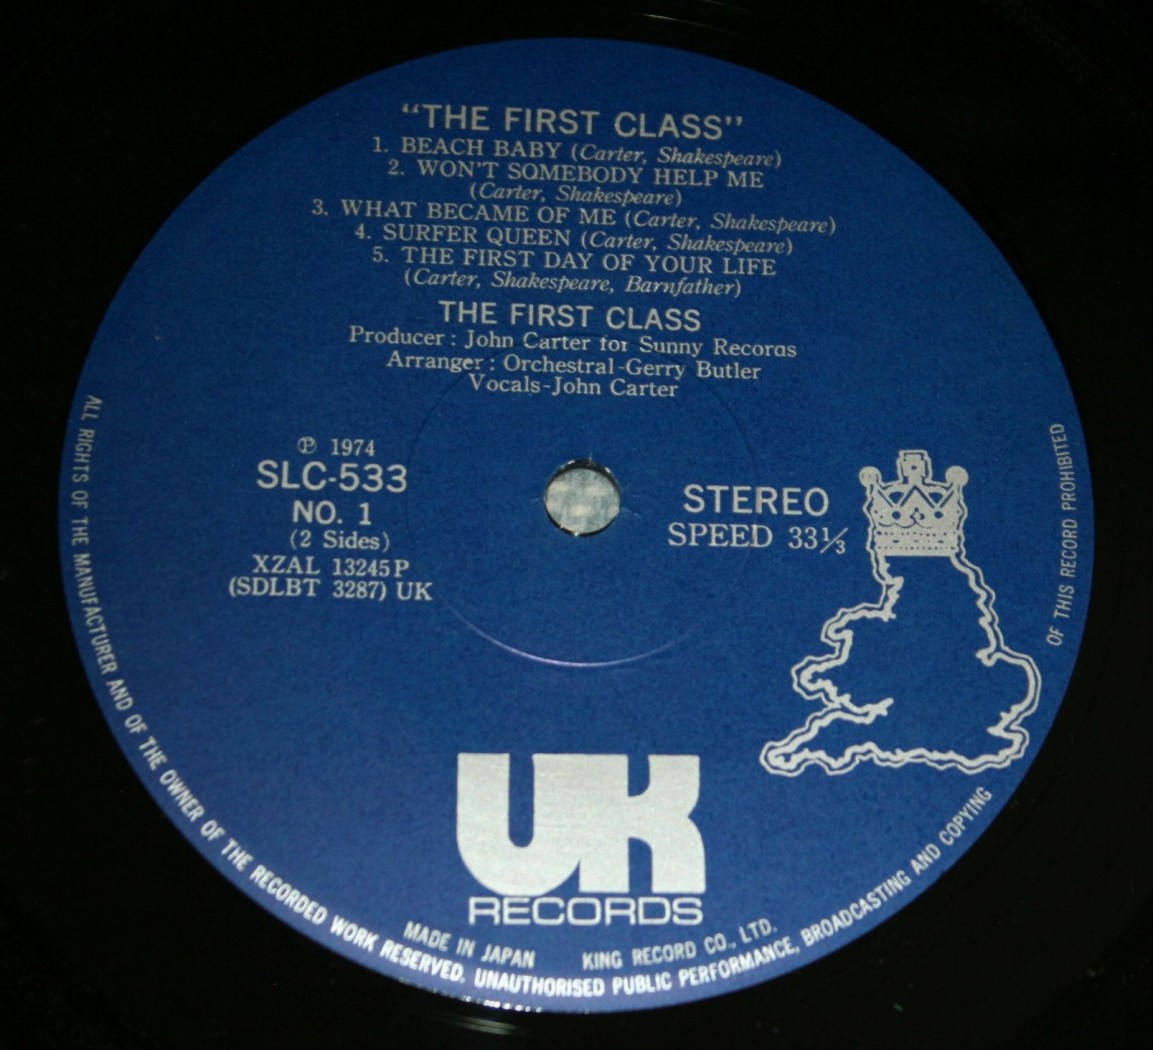 “THE FIRST CLASS”
1. BEACH BABY (Carter, Shakespeare)
2. WON'T SOMEBODY HELP ME
(Carter, Shakespeare)
3. WHAT BECAME OF ME (Carter, Shakespeare)
4. SURFER QUEEN (Carter, Shakespeare)
5. THE FIRST DAY OF YOUR LIFE
(Carter, Shakespeare, Barnfather)
THE FIRST CLASS
Producer : John Carter for Sunny Records
Arranger : Orchestral-Gerry Butler
Vocals-John Carter
℗ 1974
SLC-533
NO. 1
(2 Sides)
XZAL 13245P
(SDLBT 3287) UK
STEREO
SPEED 33⅓
UK
RECORDS
MADE IN JAPAN KING RECORD CO., LTD.
ALL RIGHTS OF THE MANUFACTURER AND OF THE OWNER OF THE RECORDED WORK RESERVED. UNAUTHORISED PUBLIC PERFORMANCE, BROADCASTING AND COPYING OF THIS RECORD PROHIBITED